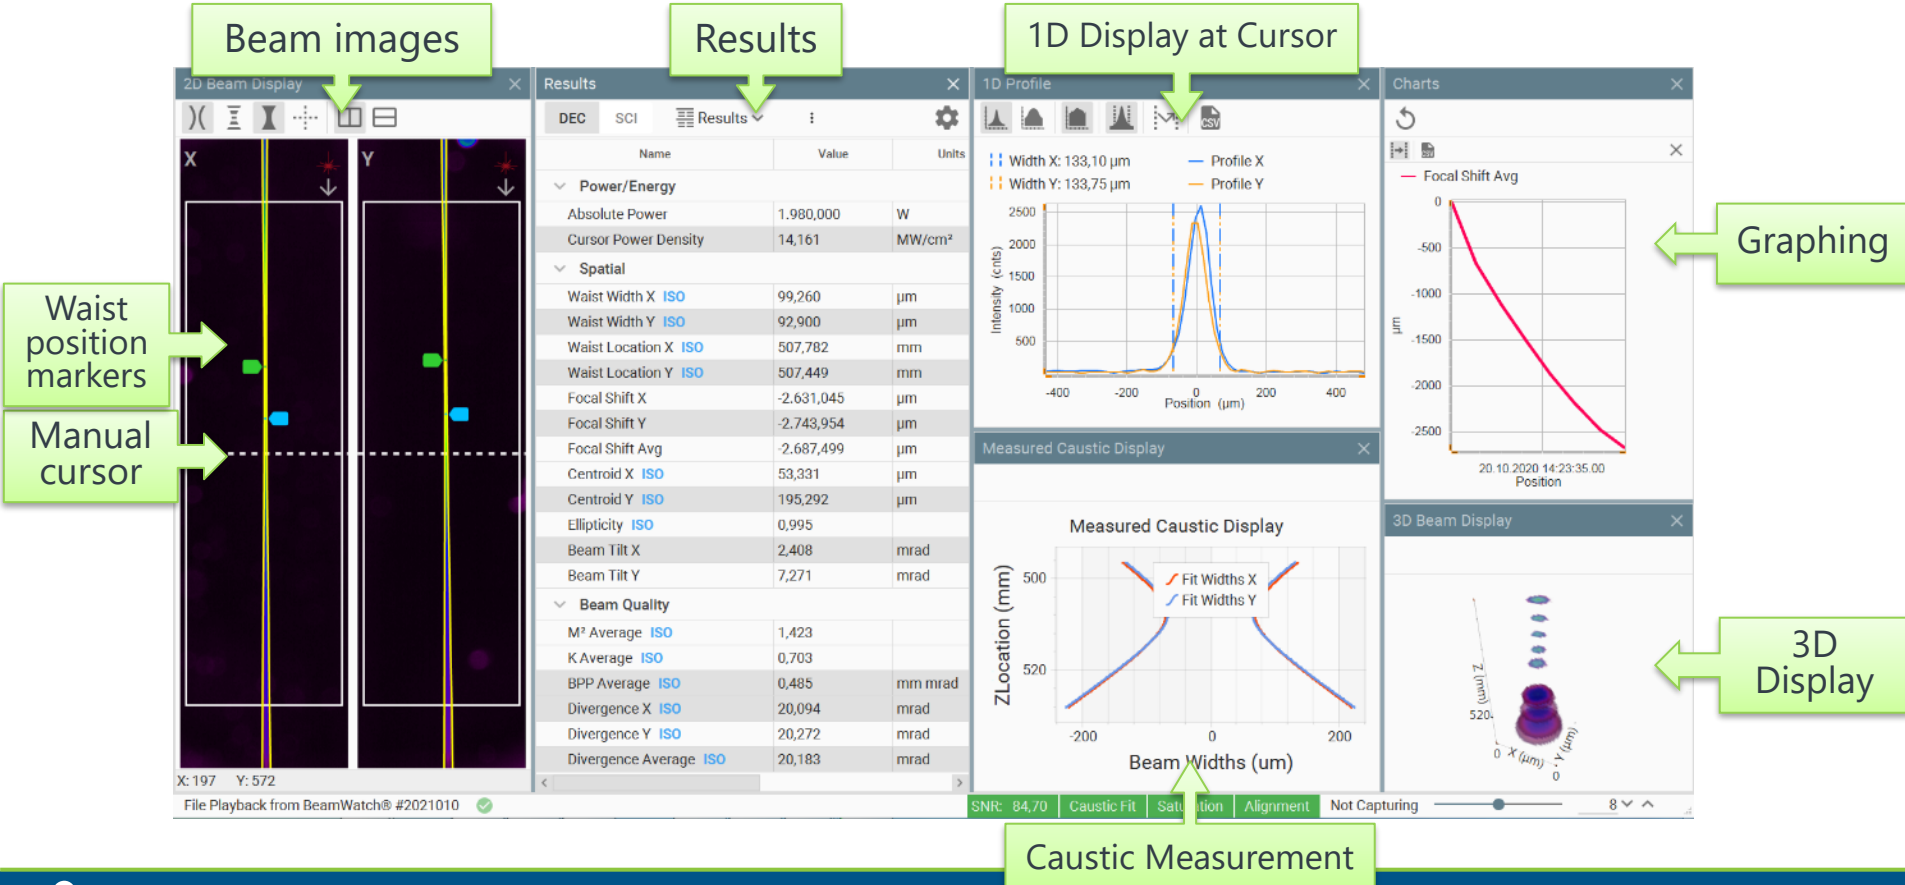 Beam images
Results
1D Display at Cursor
2D Beam Display
Results
1D Profile
Charts
DEC SCI Results
CSV
Name Value Units
X Y
Width X: 133,10 µm Profile X
Width Y: 133,75 µm Profile Y
2500
2000
1500
1000
500
Intensity (cnts)
-400 -200 0 200 400
Position (µm)
Focal Shift Avg
0
-500
-1000
-1500
-2000
-2500
µm
20.10.2020 14:23:35.00
Position
Graphing
Power/Energy
Absolute Power 1.980,000 W
Cursor Power Density 14,161 MW/cm²
Spatial
Waist Width X ISO 99,260 µm
Waist Width Y ISO 92,900 µm
Waist Location X ISO 507,782 mm
Waist Location Y ISO 507,449 mm
Focal Shift X -2.631,045 µm
Focal Shift Y -2.743,954 µm
Focal Shift Avg -2.687,499 µm
Centroid X ISO 53,331 µm
Centroid Y ISO 195,292 µm
Ellipticity ISO 0,995
Beam Tilt X 2,408 mrad
Beam Tilt Y 7,271 mrad
Beam Quality
M² Average ISO 1,423
K Average ISO 0,703
BPP Average ISO 0,485 mm mrad
Divergence X ISO 20,094 mrad
Divergence Y ISO 20,272 mrad
Divergence Average ISO 20,183 mrad
Waist
position
markers
Manual
cursor
Measured Caustic Display
Measured Caustic Display
Fit Widths X
Fit Widths Y
500
520
ZLocation (mm)
-200 0 200
Beam Widths (um)
3D Beam Display
Z (mm)
520
0 X (µm)
Y (µm)
0
3D
Display
X: 197 Y: 572
File Playback from BeamWatch® #2021010
SNR: 84,70 Caustic Fit Saturation Alignment Not Capturing 8
Caustic Measurement